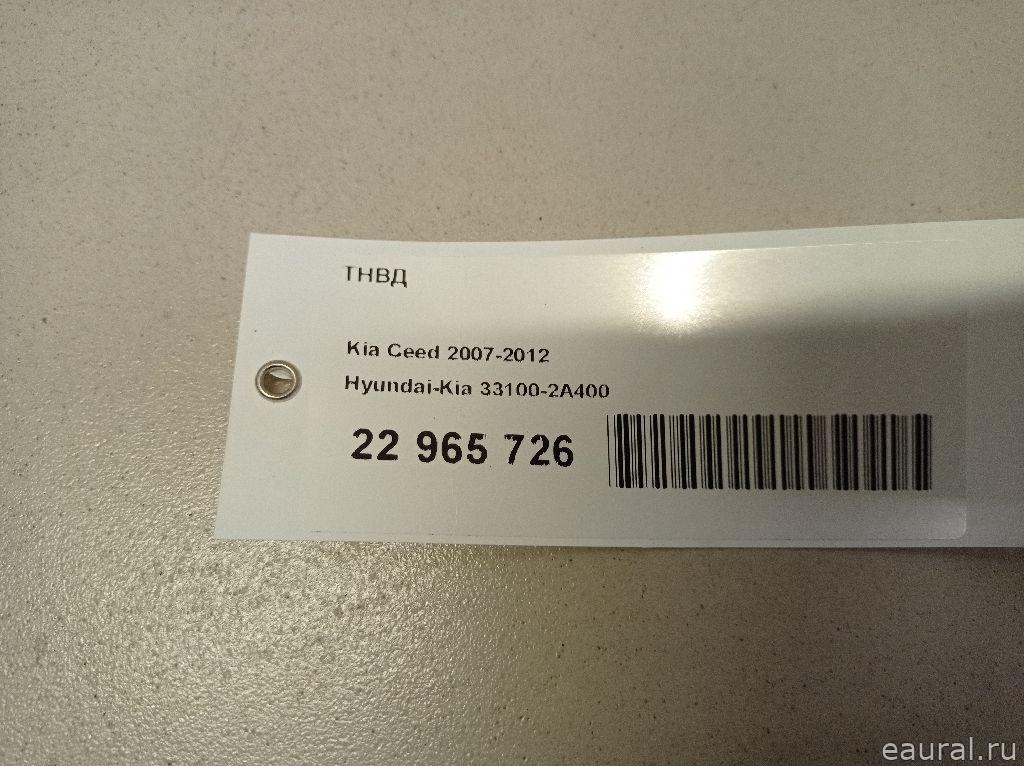 ТНВД
Kia Ceed 2007-2012
Hyundai-Kia 33100-2A400
22 965 726
eaural.ru